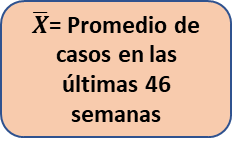 X̅= Promedio de
casos en las
últimas 46
semanas